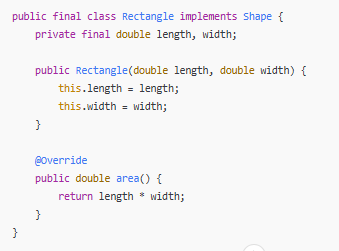 public final class Rectangle implements Shape {
    private final double length, width;

    public Rectangle(double length, double width) {
        this.length = length;
        this.width = width;
    }

    @Override
    public double area() {
        return length * width;
    }
}